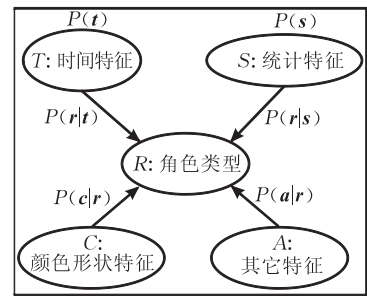 P(t)
P(s)
T: 时间特征
S: 统计特征
P(r|t)
P(r|s)
R: 角色类型
P(c|r)
P(a|r)
C:
颜色形状特征
A:
其它特征